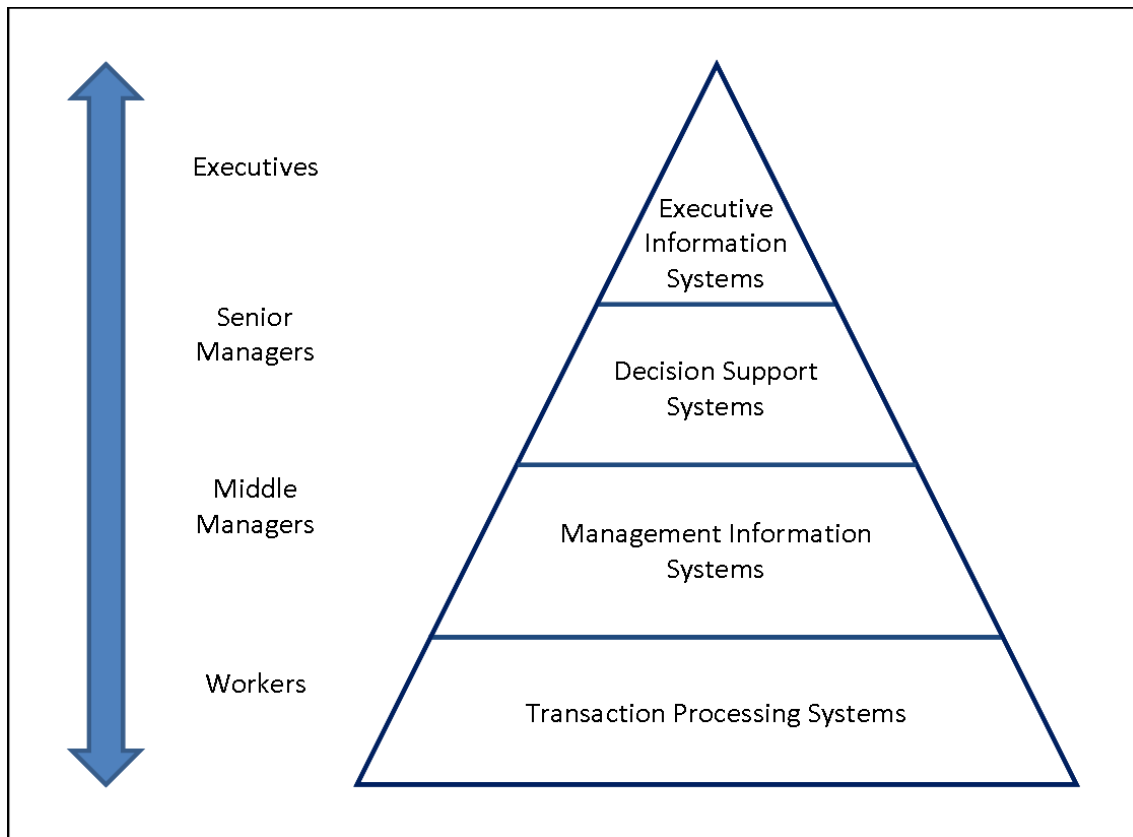 Executives
Executive
Information
Systems
Senior
Managers
Decision Support
Systems
Middle
Managers
Management Information
Systems
Workers
Transaction Processing Systems